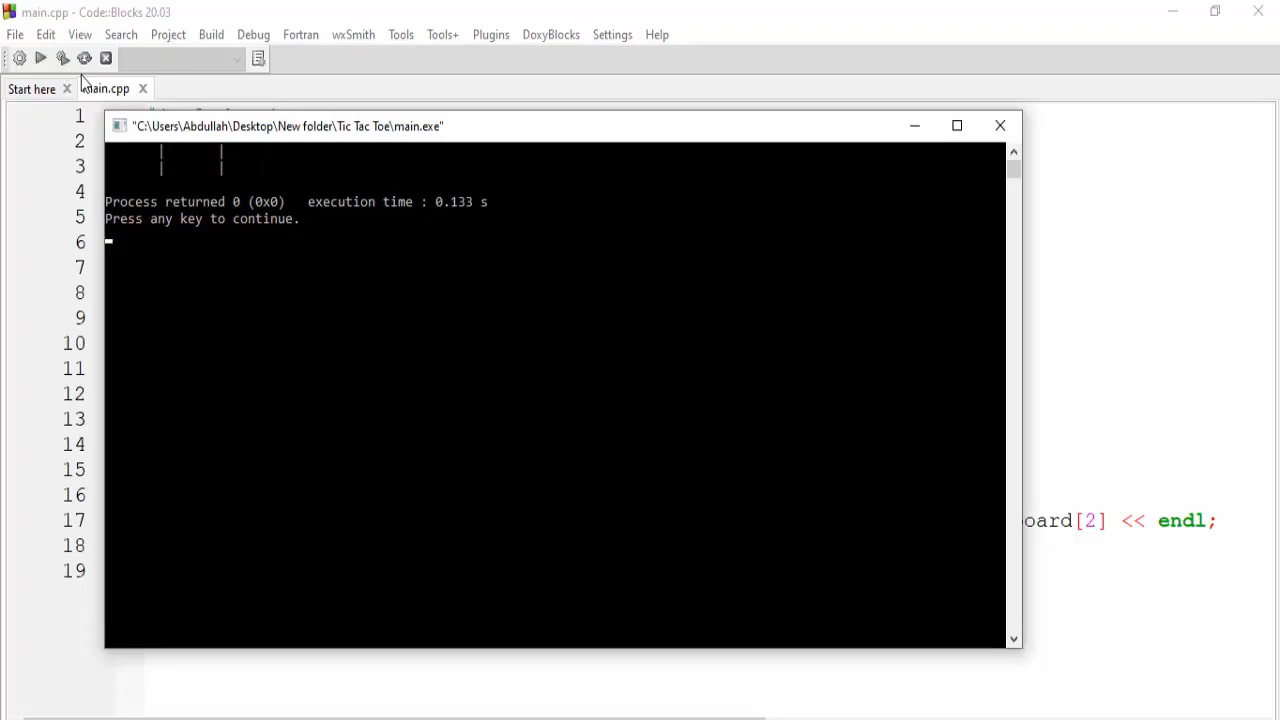 main.cpp - Code::Blocks 20.03
File Edit View Search Project Build Debug Fortran wxSmith Tools Tools+ Plugins DoxyBlocks Settings Help
Start here main.cpp
1
"C:\Users\Abdullah\Desktop\New folder\Tic Tac Toe\main.exe"
2
| |
3
| |
4
Process returned 0 (0x0) execution time : 0.133 s
5
Press any key to continue.
6
7
8
9
10
11
12
13
14
15
16
17 oard[2] << endl;
18
19